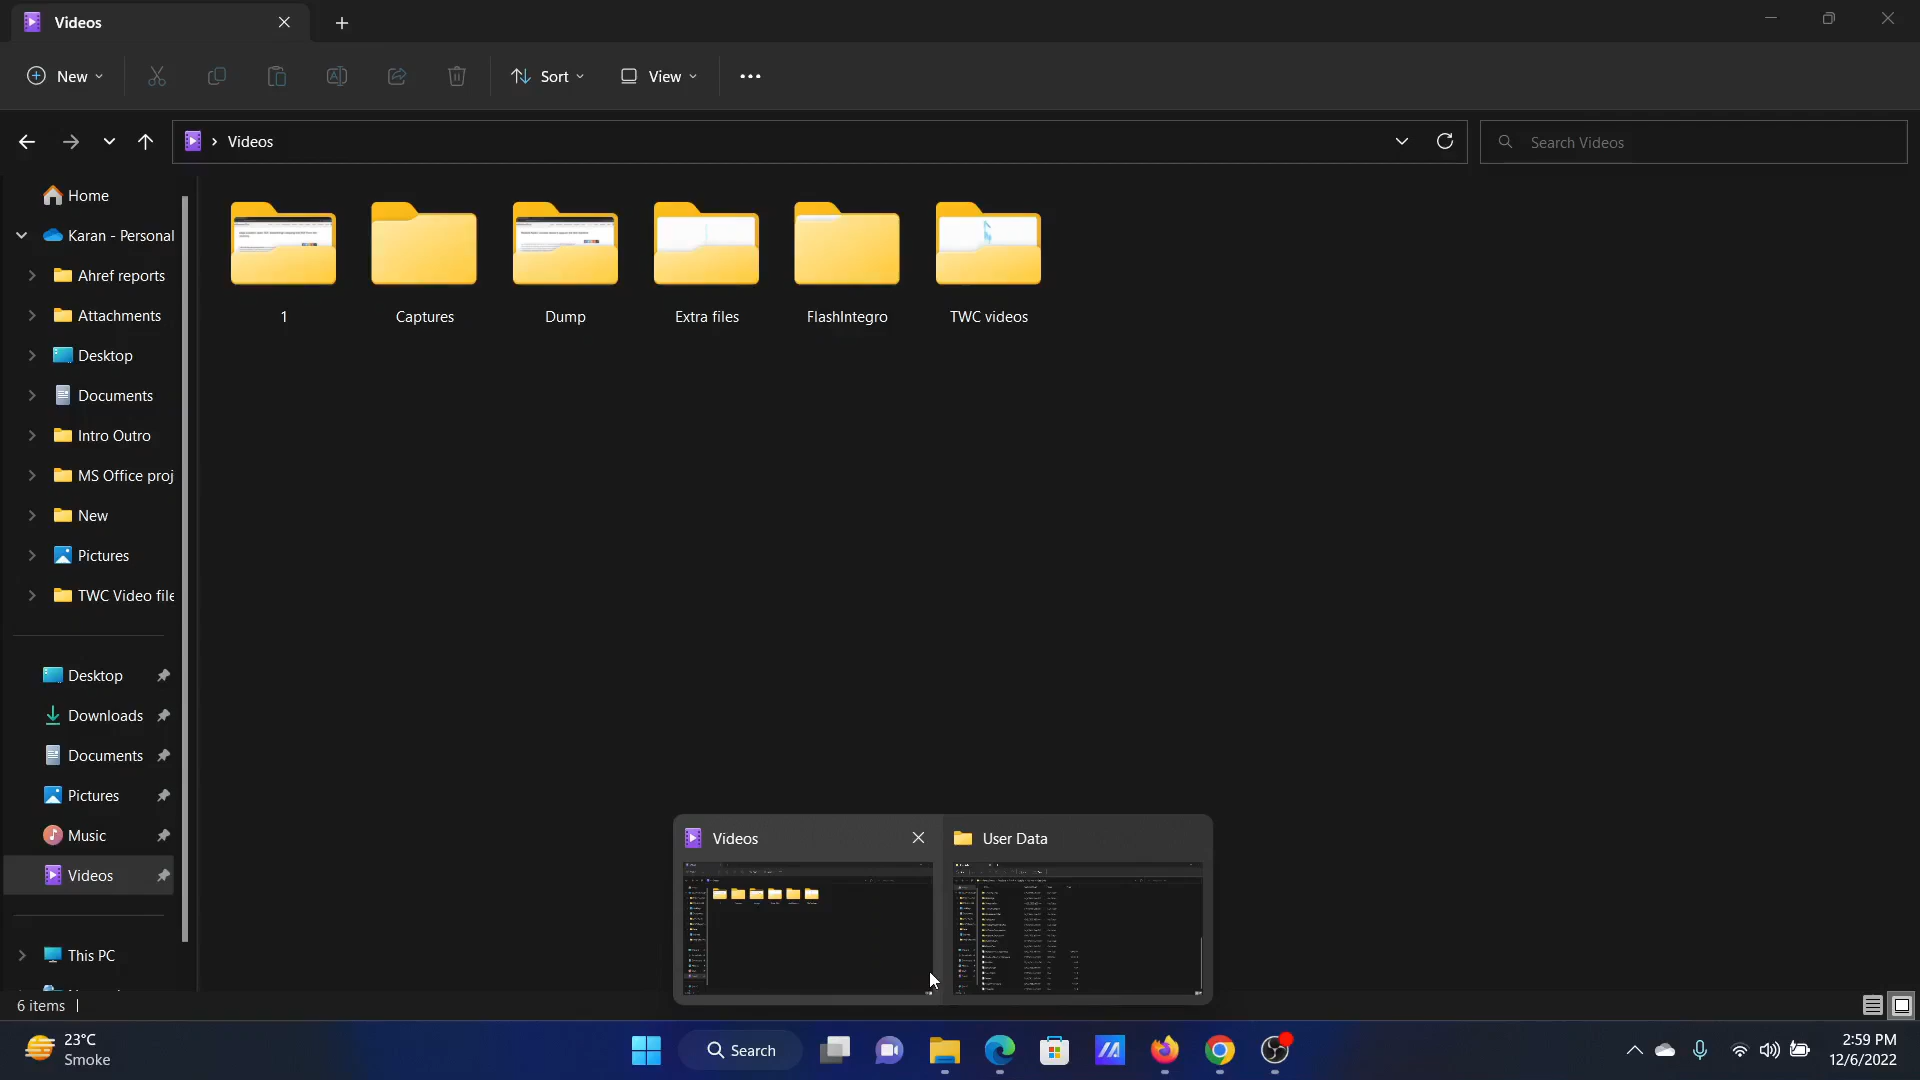 Videos
New
Sort
View
Videos
Search Videos
Home
Karan - Personal
Ahref reports
Attachments
Desktop
Documents
Intro Outro
MS Office proj
New
Pictures
TWC Video file
Desktop
Downloads
Documents
Pictures
Music
Videos
This PC
1
Captures
Dump
Extra files
FlashIntegro
TWC videos
Videos
User Data
6 items
23°C
Smoke
Search
2:59 PM
12/6/2022